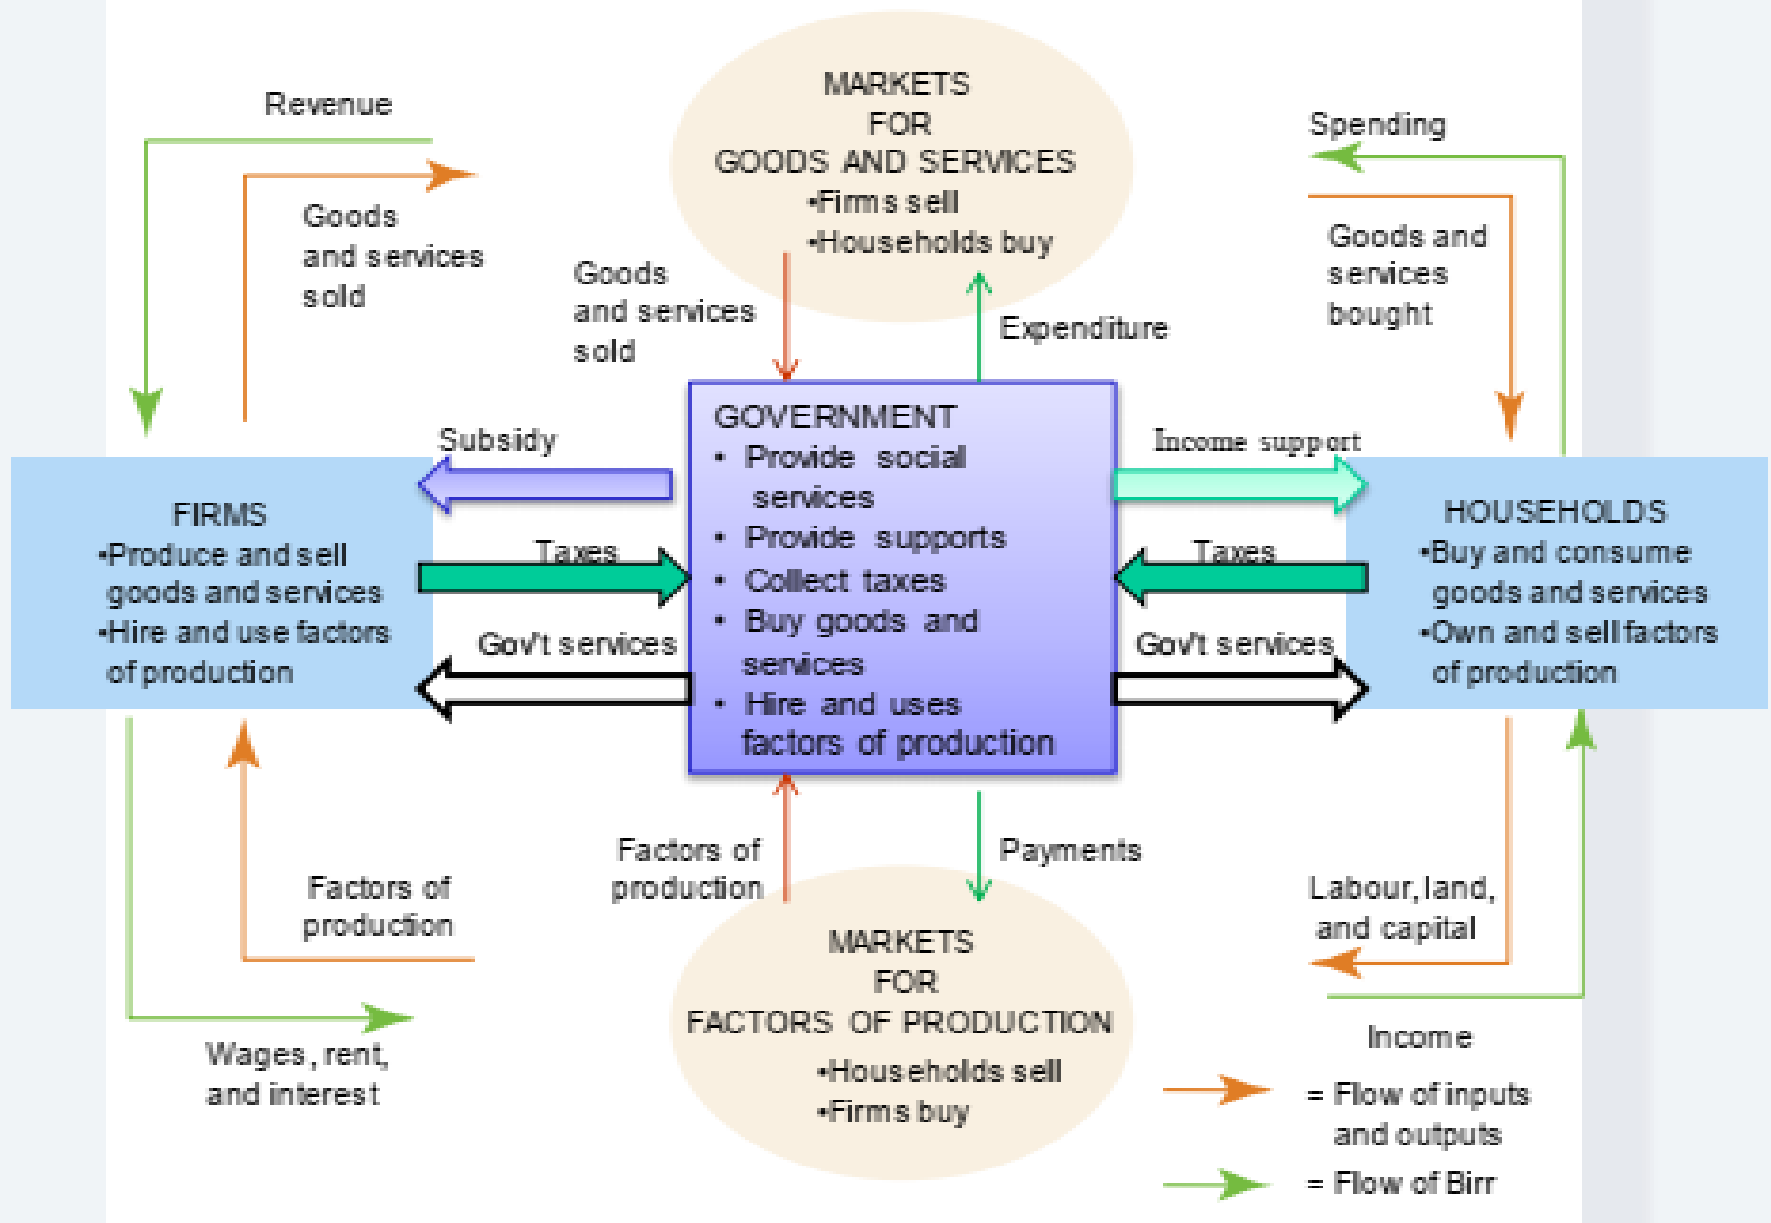 MARKETS
FOR
GOODS AND SERVICES
•Firms sell
•Households buy
Revenue
Goods
and services
sold
Goods
and services
sold
Expenditure
Spending
Goods and
services
bought
Subsidy
Income support
FIRMS
•Produce and sell
goods and services
•Hire and use factors
of production
Taxes
Gov't services
GOVERNMENT
• Provide social
services
• Provide supports
• Collect taxes
• Buy goods and
services
• Hire and uses
factors of production
Taxes
Gov't services
HOUSEHOLDS
•Buy and consume
goods and services
•Own and sell factors
of production
Factors of
production
Factors of
production
Payments
Labour, land,
and capital
Wages, rent,
and interest
MARKETS
FOR
FACTORS OF PRODUCTION
•Households sell
•Firms buy
Income
= Flow of inputs
and outputs
= Flow of Birr